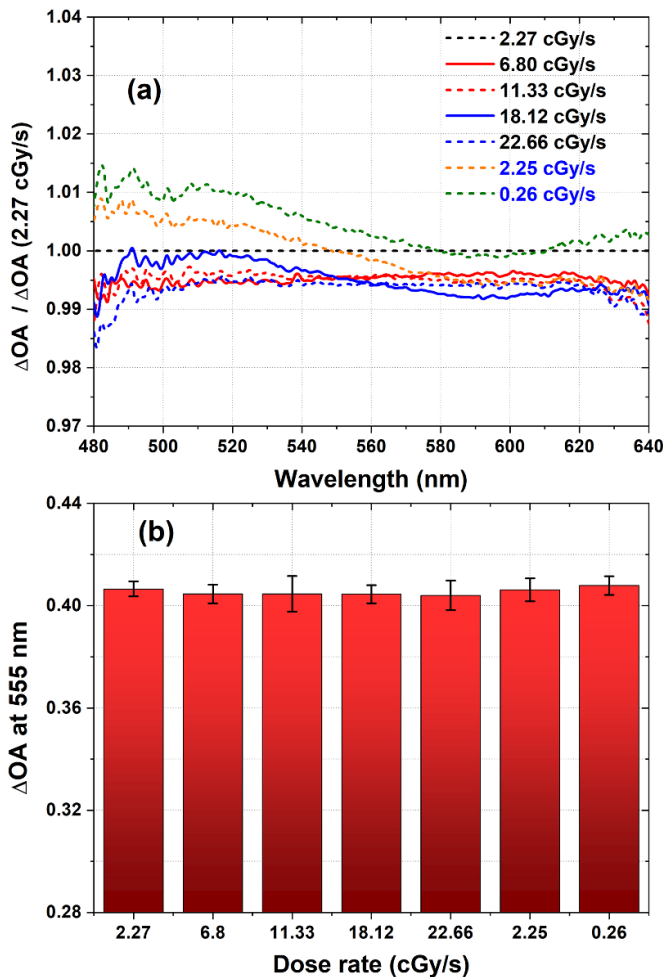 1.04
1.03
1.02
1.01
1.00
0.99
0.98
0.97
ΔOA / ΔOA (2.27 cGy/s)
(a)
2.27 cGy/s
6.80 cGy/s
11.33 cGy/s
18.12 cGy/s
22.66 cGy/s
2.25 cGy/s
0.26 cGy/s
480 500 520 540 560 580 600 620 640
Wavelength (nm)
0.44
0.40
0.36
0.32
0.28
ΔOA at 555 nm
(b)
2.27 6.8 11.33 18.12 22.66 2.25 0.26
Dose rate (cGy/s)